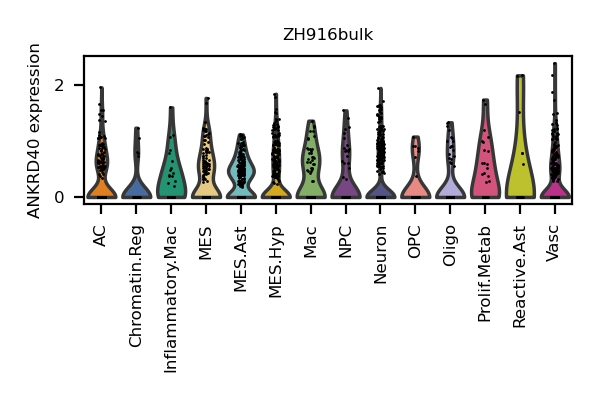 ZH916bulk
ANKRD40 expression
2
0
AC
Chromatin.Reg
Inflammatory.Mac
MES
MES.Ast
MES.Hyp
Mac
NPC
Neuron
OPC
Oligo
Prolif.Metab
Reactive.Ast
Vasc